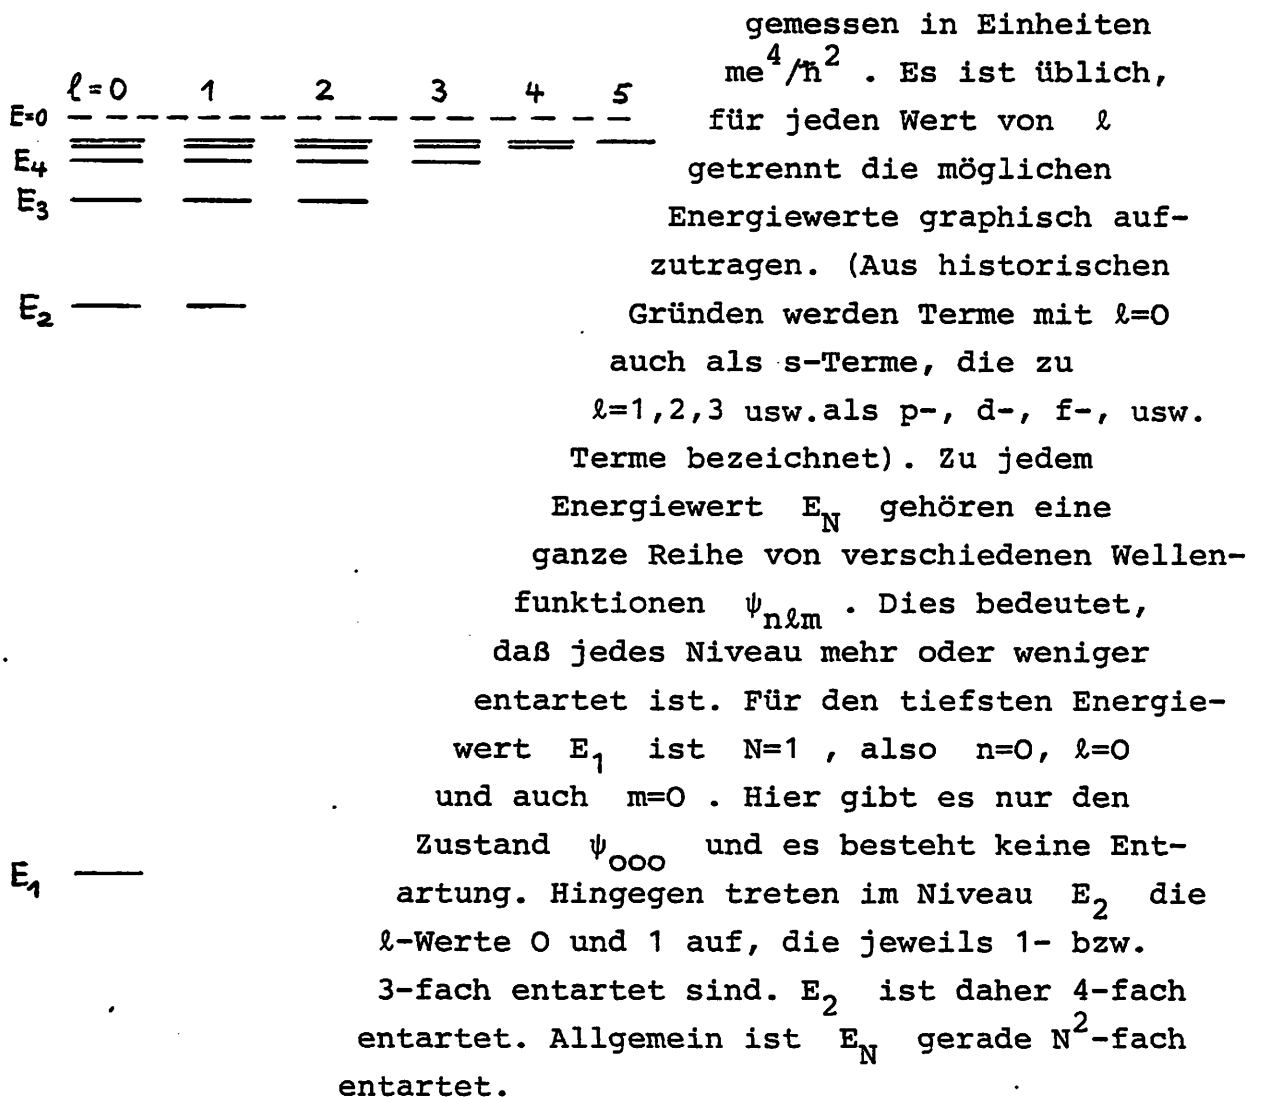 gemessen in Einheiten
me⁴/ħ² . Es ist üblich,
ℓ=0 1 2 3 4 5
E=0
für jeden Wert von ℓ
E₄
getrennt die möglichen
E₃
Energiewerte graphisch auf-
zutragen. (Aus historischen
E₂
Gründen werden Terme mit ℓ=O
auch als s-Terme, die zu
ℓ=1,2,3 usw.als p-, d-, f-, usw.
Terme bezeichnet). Zu jedem
Energiewert E_N gehören eine
ganze Reihe von verschiedenen Wellen-
funktionen ψ_nℓm . Dies bedeutet,
daß jedes Niveau mehr oder weniger
entartet ist. Für den tiefsten Energie-
wert E₁ ist N=1 , also n=O, ℓ=O
und auch m=O . Hier gibt es nur den
Zustand ψ_ooo und es besteht keine Ent-
E₁
artung. Hingegen treten im Niveau E₂ die
ℓ-Werte O und 1 auf, die jeweils 1- bzw.
3-fach entartet sind. E₂ ist daher 4-fach
entartet. Allgemein ist E_N gerade N²-fach
entartet.